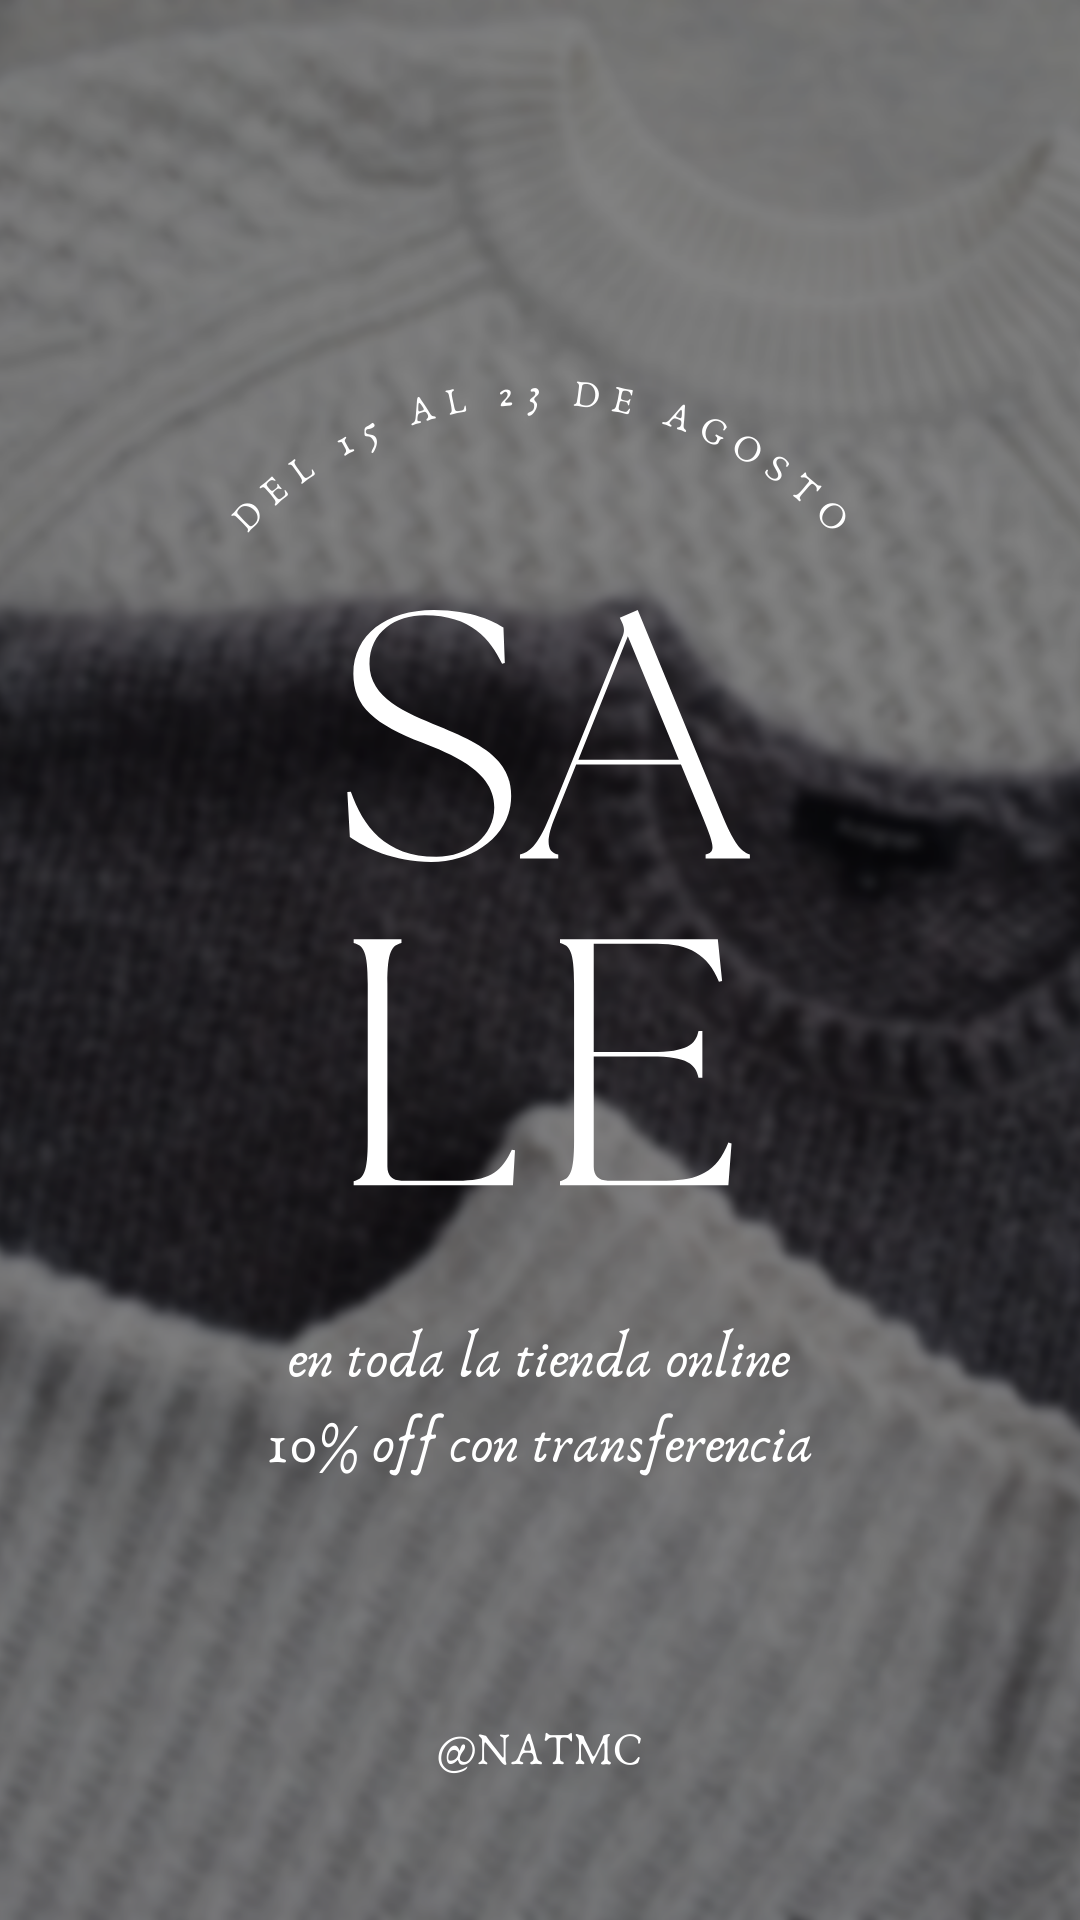 DEL 15 AL 23 DE AGOSTO
SA
LE
en toda la tienda online
10% off con transferencia
@NATMC